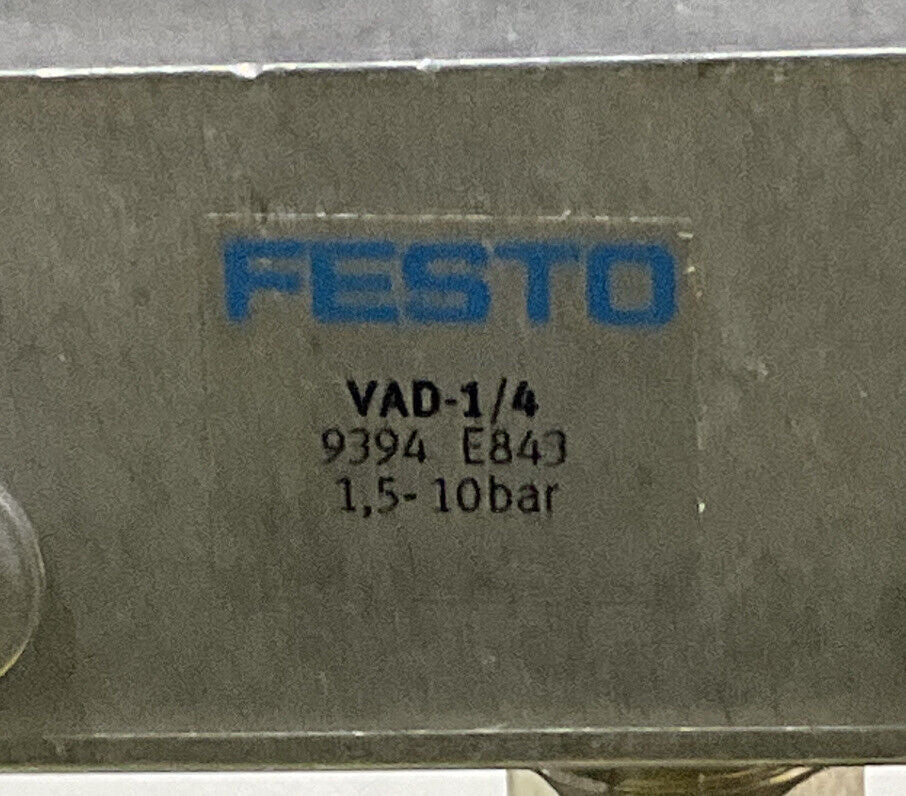 FESTO
VAD-1/4
9394 E843
1,5-10bar